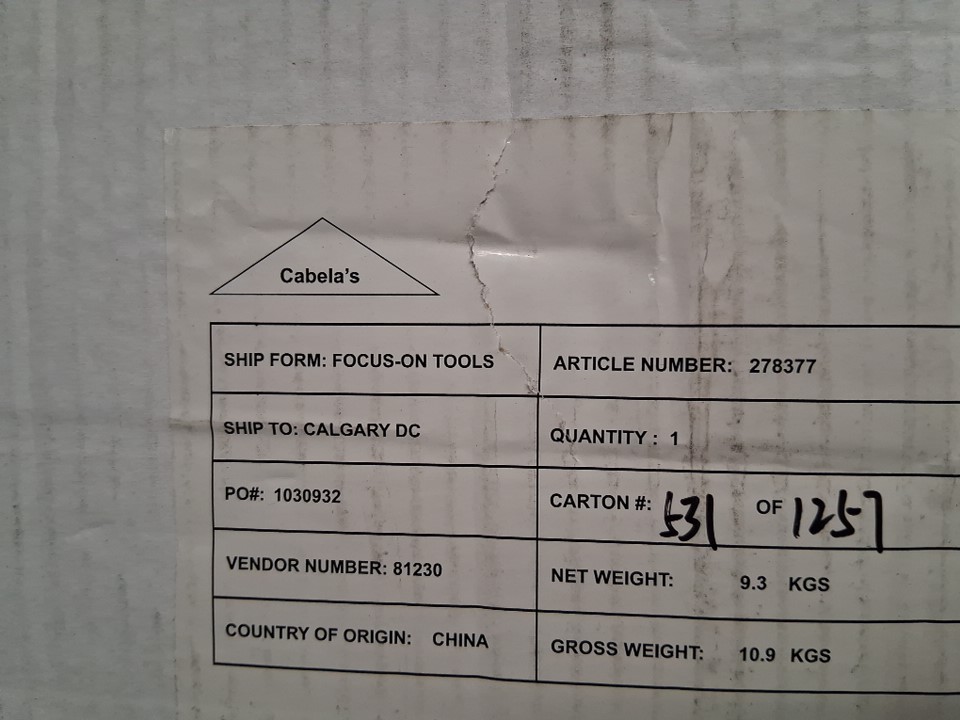 Cabela's
SHIP FORM: FOCUS-ON TOOLS
ARTICLE NUMBER: 278377
SHIP TO: CALGARY DC
QUANTITY : 1
PO#: 1030932
CARTON #: 531 OF 1257
VENDOR NUMBER: 81230
NET WEIGHT: 9.3 KGS
COUNTRY OF ORIGIN: CHINA
GROSS WEIGHT: 10.9 KGS